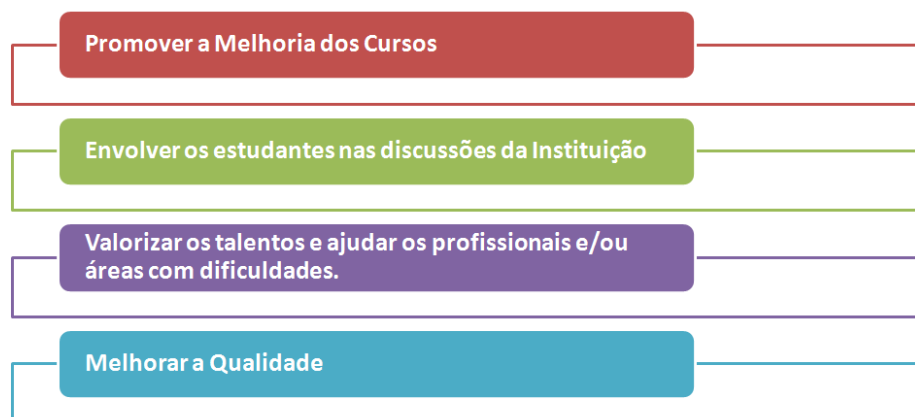 Promover a Melhoria dos Cursos
Envolver os estudantes nas discussões da Instituição
Valorizar os talentos e ajudar os profissionais e/ou
áreas com dificuldades.
Melhorar a Qualidade